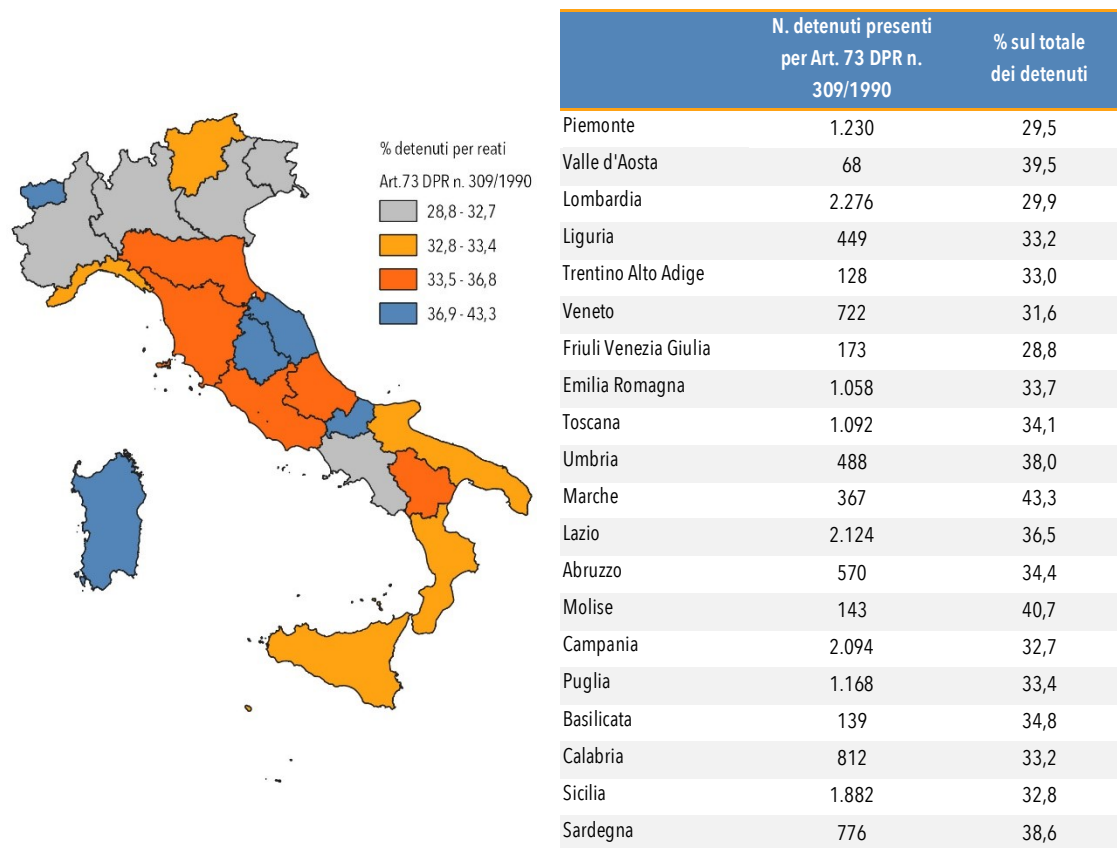 % detenuti per reati
Art.73 DPR n. 309/1990
28,8 - 32,7
32,8 - 33,4
33,5 - 36,8
36,9 - 43,3
N. detenuti presenti
per Art. 73 DPR n.
309/1990
% sul totale
dei detenuti
Piemonte 1.230 29,5
Valle d'Aosta 68 39,5
Lombardia 2.276 29,9
Liguria 449 33,2
Trentino Alto Adige 128 33,0
Veneto 722 31,6
Friuli Venezia Giulia 173 28,8
Emilia Romagna 1.058 33,7
Toscana 1.092 34,1
Umbria 488 38,0
Marche 367 43,3
Lazio 2.124 36,5
Abruzzo 570 34,4
Molise 143 40,7
Campania 2.094 32,7
Puglia 1.168 33,4
Basilicata 139 34,8
Calabria 812 33,2
Sicilia 1.882 32,8
Sardegna 776 38,6